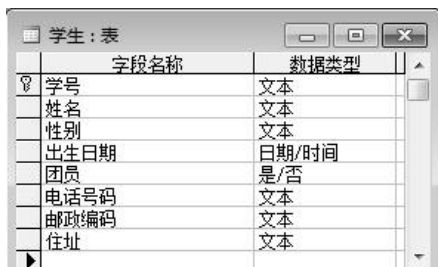 学生 : 表
字段名称 数据类型
学号 文本
姓名 文本
性别 文本
出生日期 日期/时间
团员 是/否
电话号码 文本
邮政编码 文本
住址 文本